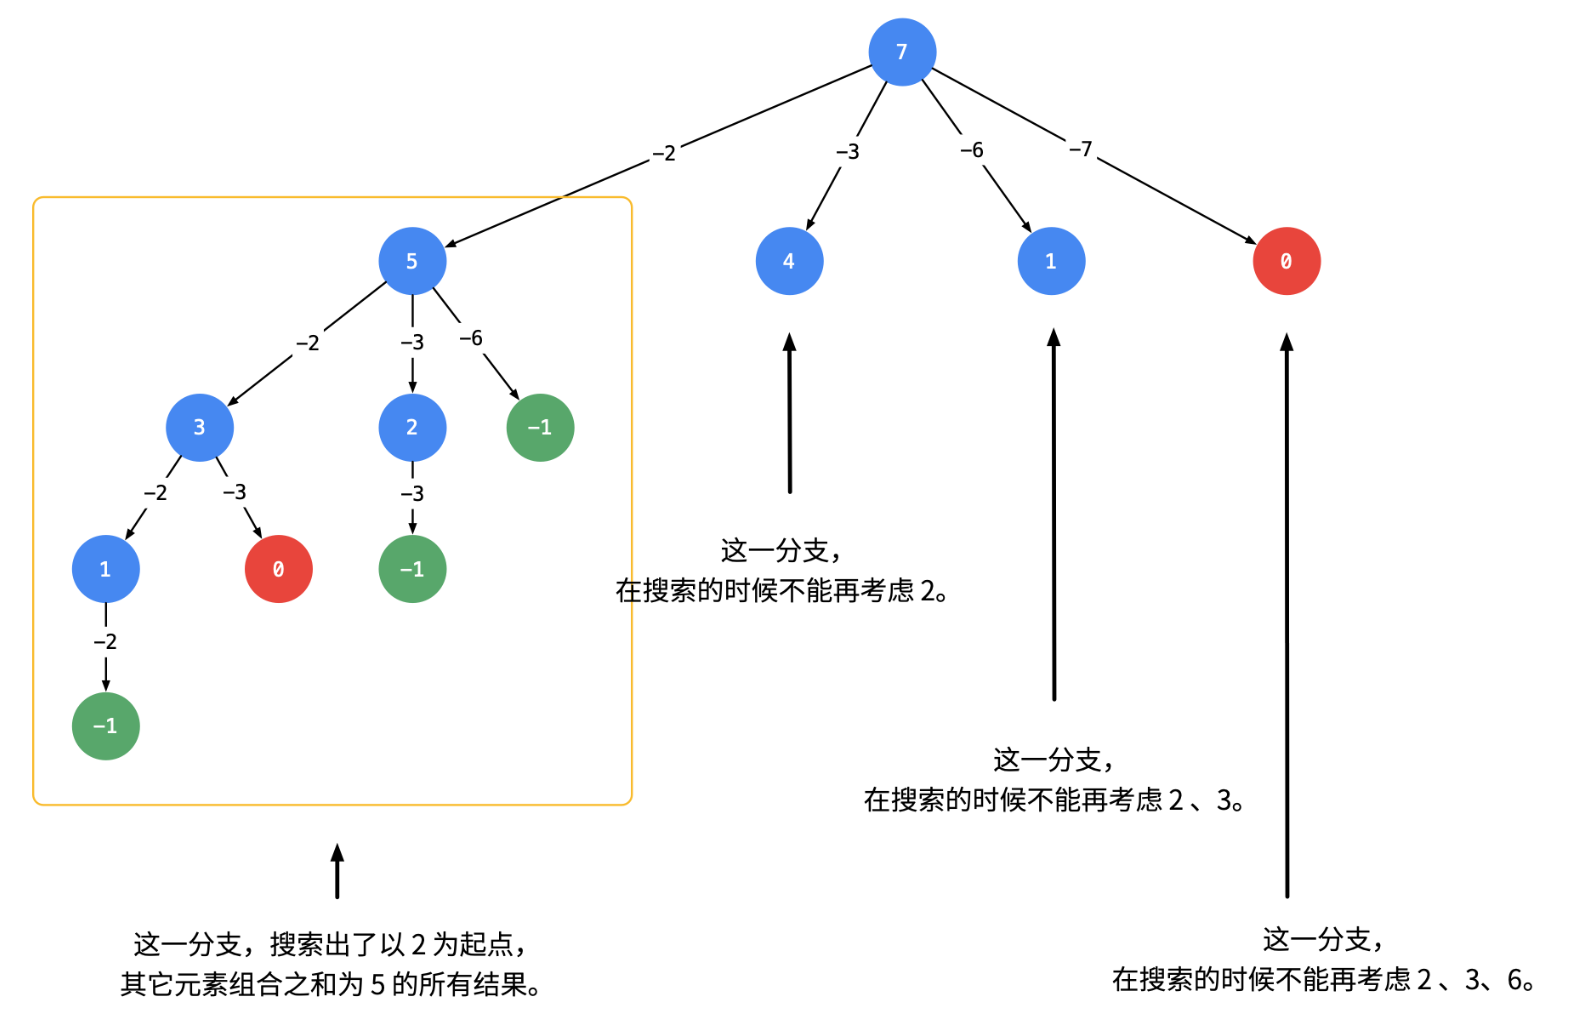 7
-2
-3
-6
-7
5
4
1
0
-2
-3
-6
3
2
-1
-2
-3
-3
1
0
-1
-2
-1
这一分支，
在搜索的时候不能再考虑 2。
这一分支，
在搜索的时候不能再考虑 2 、3。
这一分支，搜索出了以 2 为起点，
其它元素组合之和为 5 的所有结果。
这一分支，
在搜索的时候不能再考虑 2 、3、6。